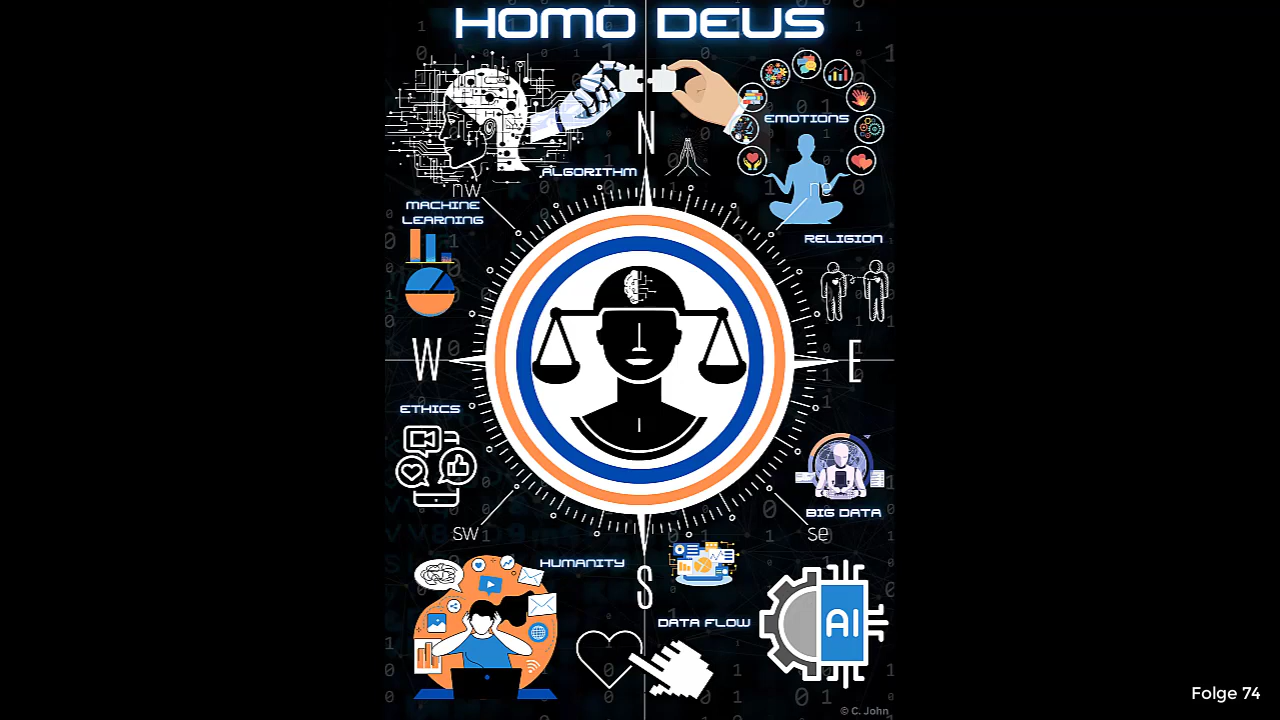 HOMO DEUS
EMOTIONS
N
ALGORITHM
nw
ne
MACHINE
LEARNING
RELIGION
W
E
ETHICS
BIG DATA
sw
se
HUMANITY
S
DATA FLOW
AI
Folge 74
© C. John